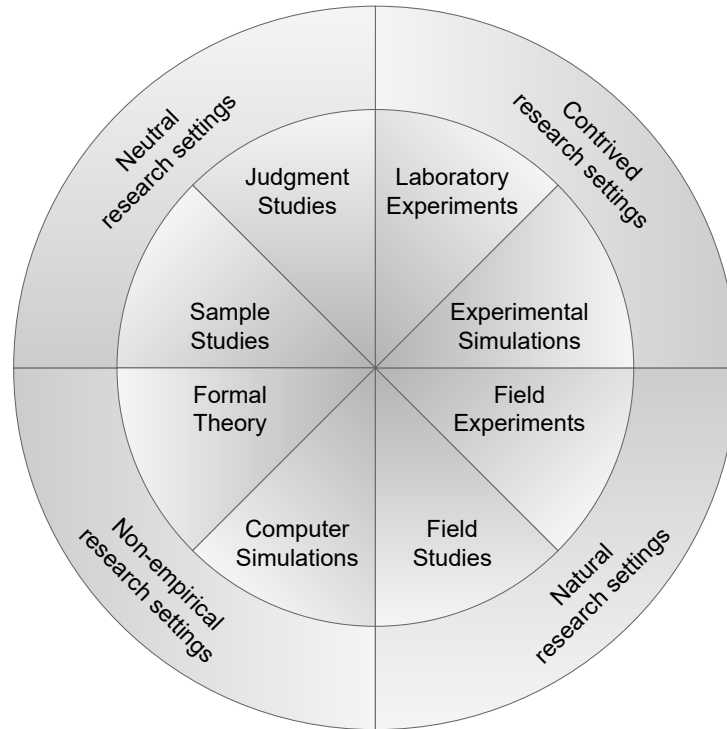 Neutral
research settings
Contrived
research settings
Judgment
Studies
Laboratory
Experiments
Sample
Studies
Experimental
Simulations
Formal
Theory
Field
Experiments
Computer
Simulations
Field
Studies
Non-empirical
research settings
Natural
research settings